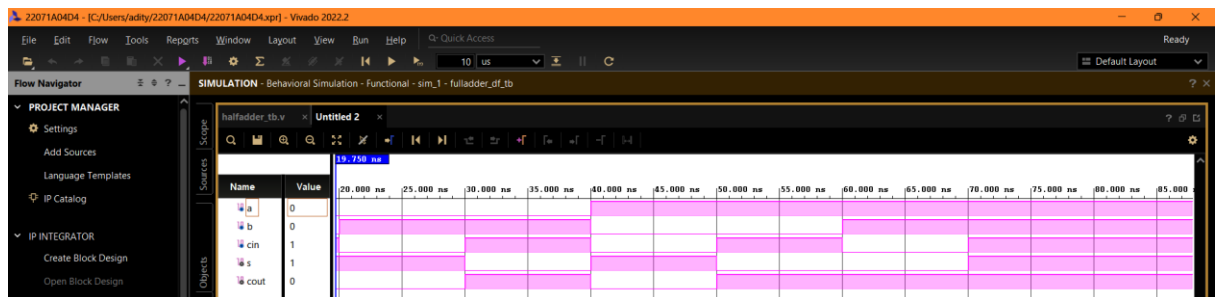 22071A04D4 - [C:/Users/adity/22071A04D4/22071A04D4.xpr] - Vivado 2022.2
File Edit Flow Tools Reports Window Layout View Run Help Q- Quick Access Ready
10 us Default Layout
Flow Navigator ? SIMULATION - Behavioral Simulation - Functional - sim_1 - fulladder_df_tb ?
PROJECT MANAGER
Settings
Add Sources
Language Templates
IP Catalog
IP INTEGRATOR
Create Block Design
Open Block Design
Scope
Sources
Objects
halfadder_tb.v Untitled 2 ?
19.750 ns
Name Value 20.000 ns 25.000 ns 30.000 ns 35.000 ns 40.000 ns 45.000 ns 50.000 ns 55.000 ns 60.000 ns 65.000 ns 70.000 ns 75.000 ns 80.000 ns 85.000
a 0
b 0
cin 1
s 1
cout 0